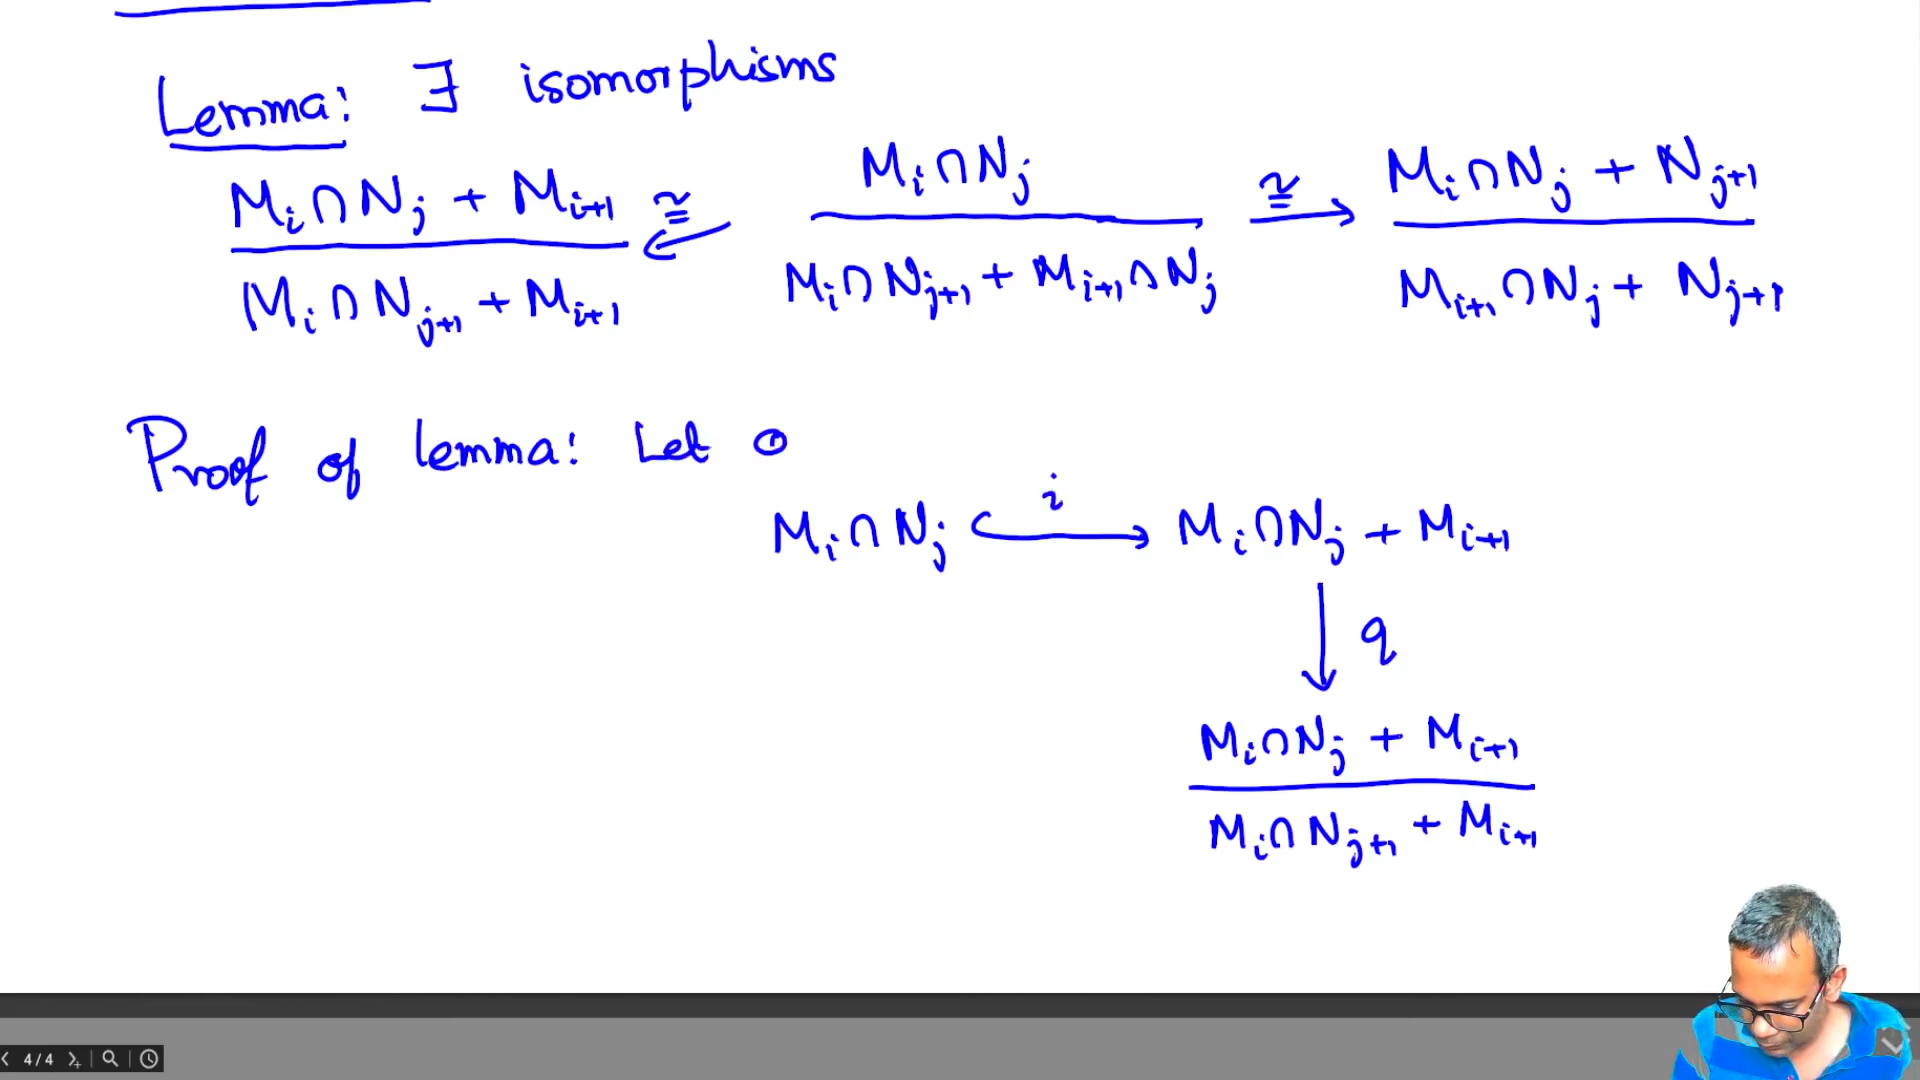 Lemma: ∃ isomorphisms
(M_i ∩ N_j + M_{i+1}) / (M_i ∩ N_{j+1} + M_{i+1}) ≅← (M_i ∩ N_j) / (M_i ∩ N_{j+1} + M_{i+1} ∩ N_j) ≅→ (M_i ∩ N_j + N_{j+1}) / (M_{i+1} ∩ N_j + N_{j+1})
Proof of lemma: Let
M_i ∩ N_j ↪^i M_i ∩ N_j + M_{i+1}
↓ q
(M_i ∩ N_j + M_{i+1}) / (M_i ∩ N_{j+1} + M_{i+1})
4/4